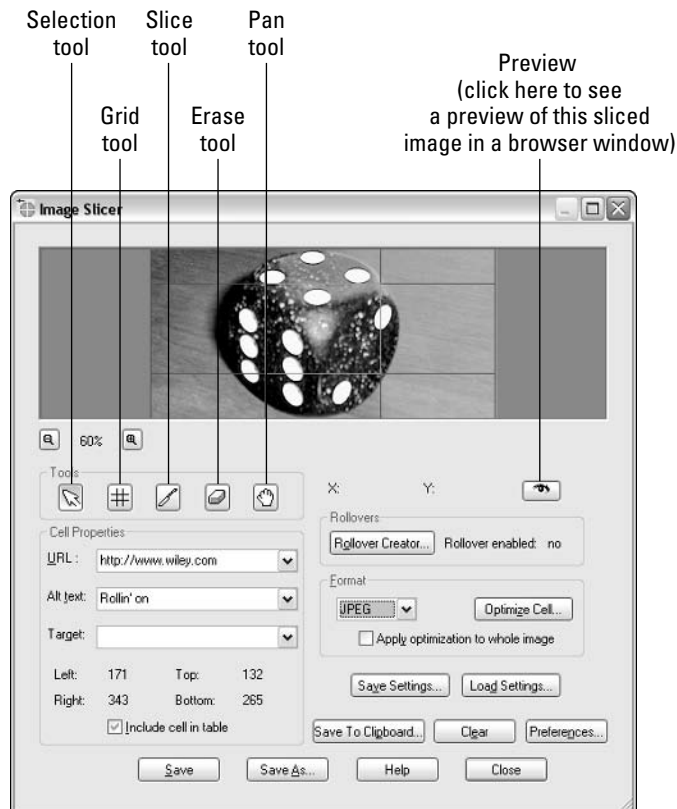 Selection tool
Slice tool
Pan tool
Grid tool
Erase tool
Preview
(click here to see
a preview of this sliced
image in a browser window)
Image Slicer
60%
Tools
X:
Y:
Cell Properties
URL :
http://www.wiley.com
Alt text:
Rollin' on
Target:
Left: 171 Top: 132
Right: 343 Bottom: 265
Include cell in table
Rollovers
Rollover Creator... Rollover enabled: no
Format
JPEG
Optimize Cell...
Apply optimization to whole image
Save Settings... Load Settings...
Save To Clipboard... Clear Preferences...
Save Save As... Help Close